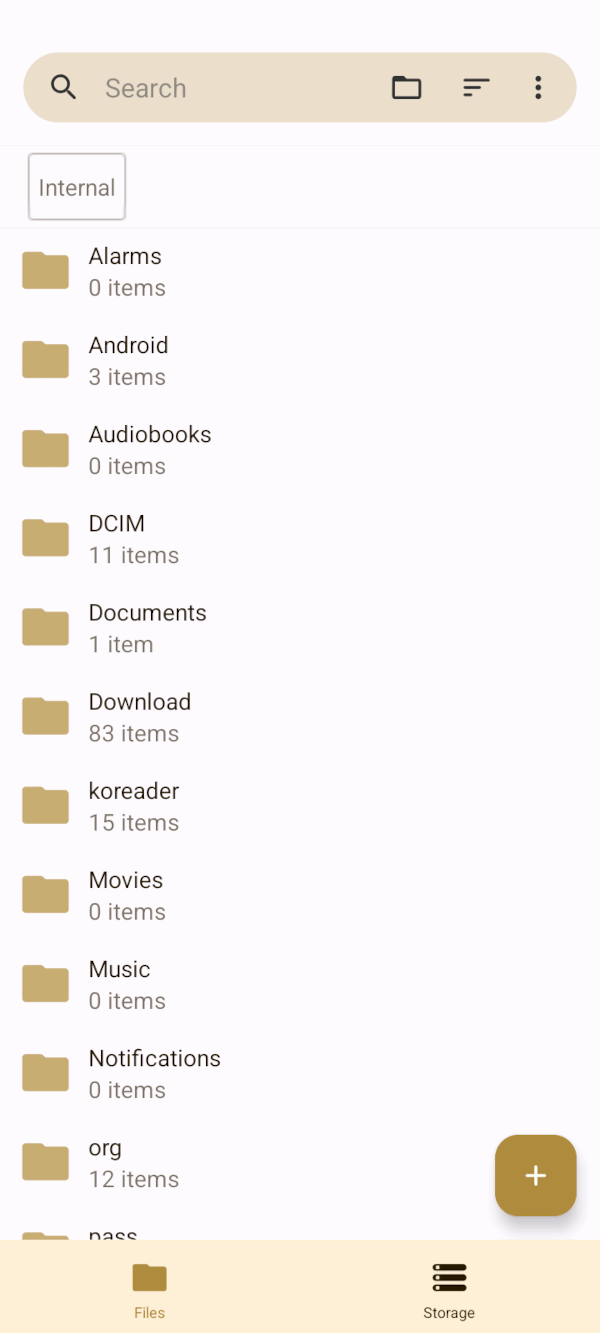 Search
Internal
Alarms
0 items
Android
3 items
Audiobooks
0 items
DCIM
11 items
Documents
1 item
Download
83 items
koreader
15 items
Movies
0 items
Music
0 items
Notifications
0 items
org
12 items
pass
Files
Storage